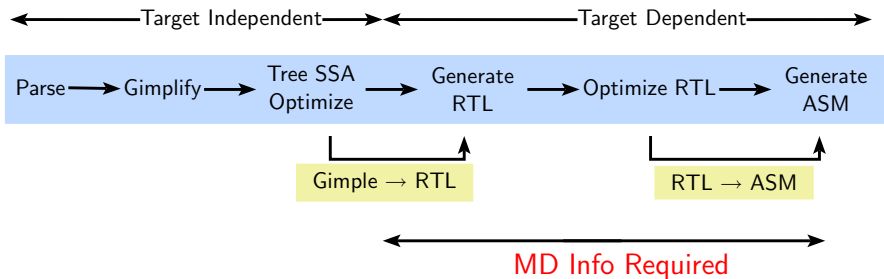 Target Independent
Target Dependent
Parse
Gimplify
Tree SSA
Optimize
Generate
RTL
Optimize RTL
Generate
ASM
Gimple → RTL
RTL → ASM
MD Info Required